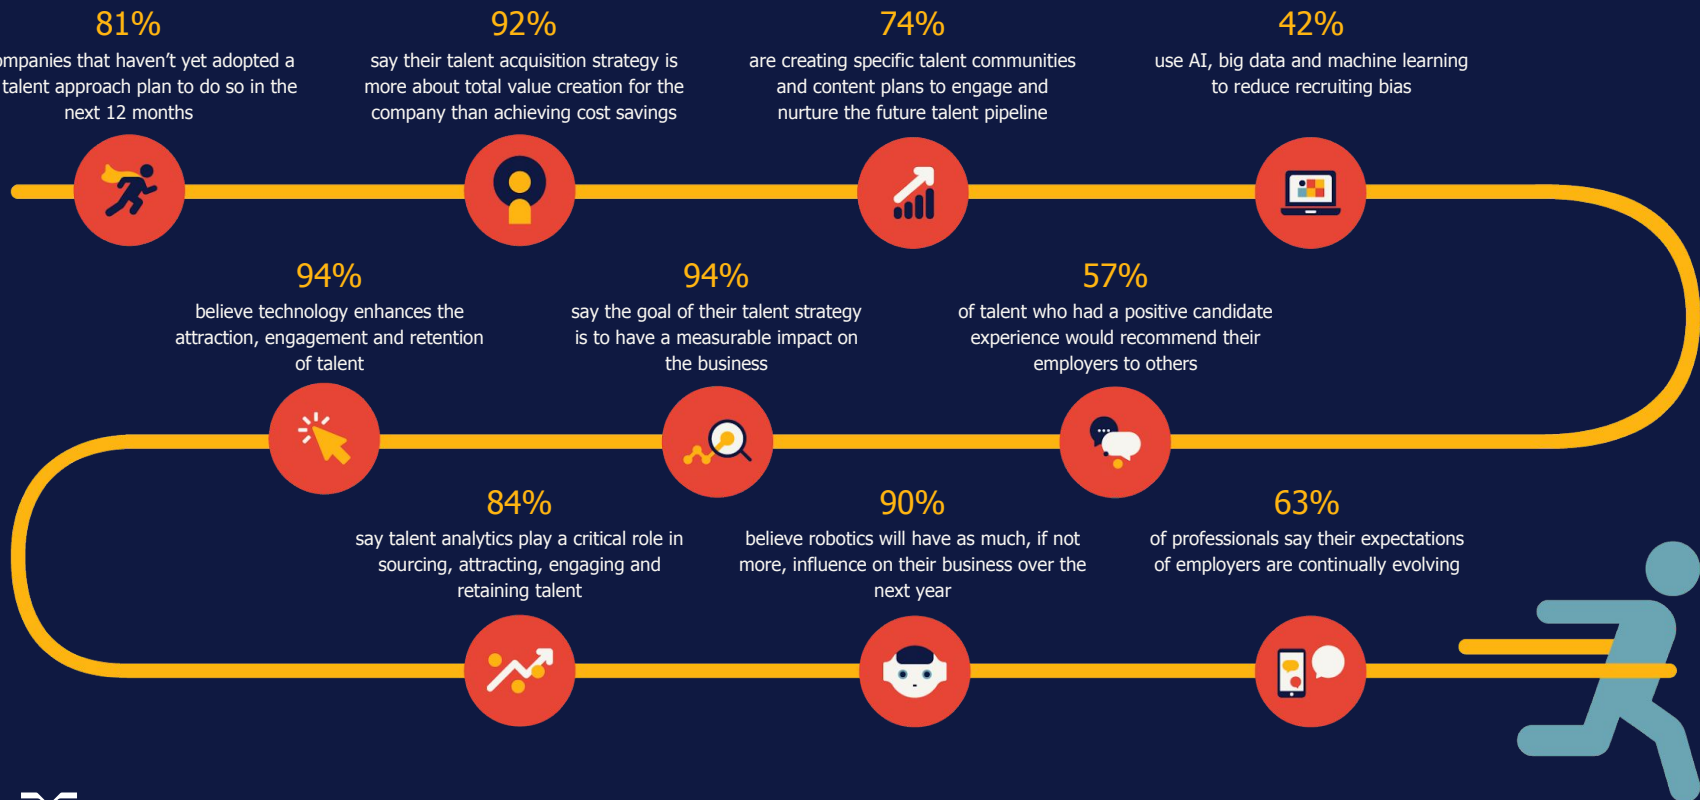 81%
companies that haven't yet adopted a
talent approach plan to do so in the
next 12 months
92%
say their talent acquisition strategy is
more about total value creation for the
company than achieving cost savings
74%
are creating specific talent communities
and content plans to engage and
nurture the future talent pipeline
42%
use AI, big data and machine learning
to reduce recruiting bias
94%
believe technology enhances the
attraction, engagement and retention
of talent
94%
say the goal of their talent strategy
is to have a measurable impact on
the business
57%
of talent who had a positive candidate
experience would recommend their
employers to others
84%
say talent analytics play a critical role in
sourcing, attracting, engaging and
retaining talent
90%
believe robotics will have as much, if not
more, influence on their business over the
next year
63%
of professionals say their expectations
of employers are continually evolving